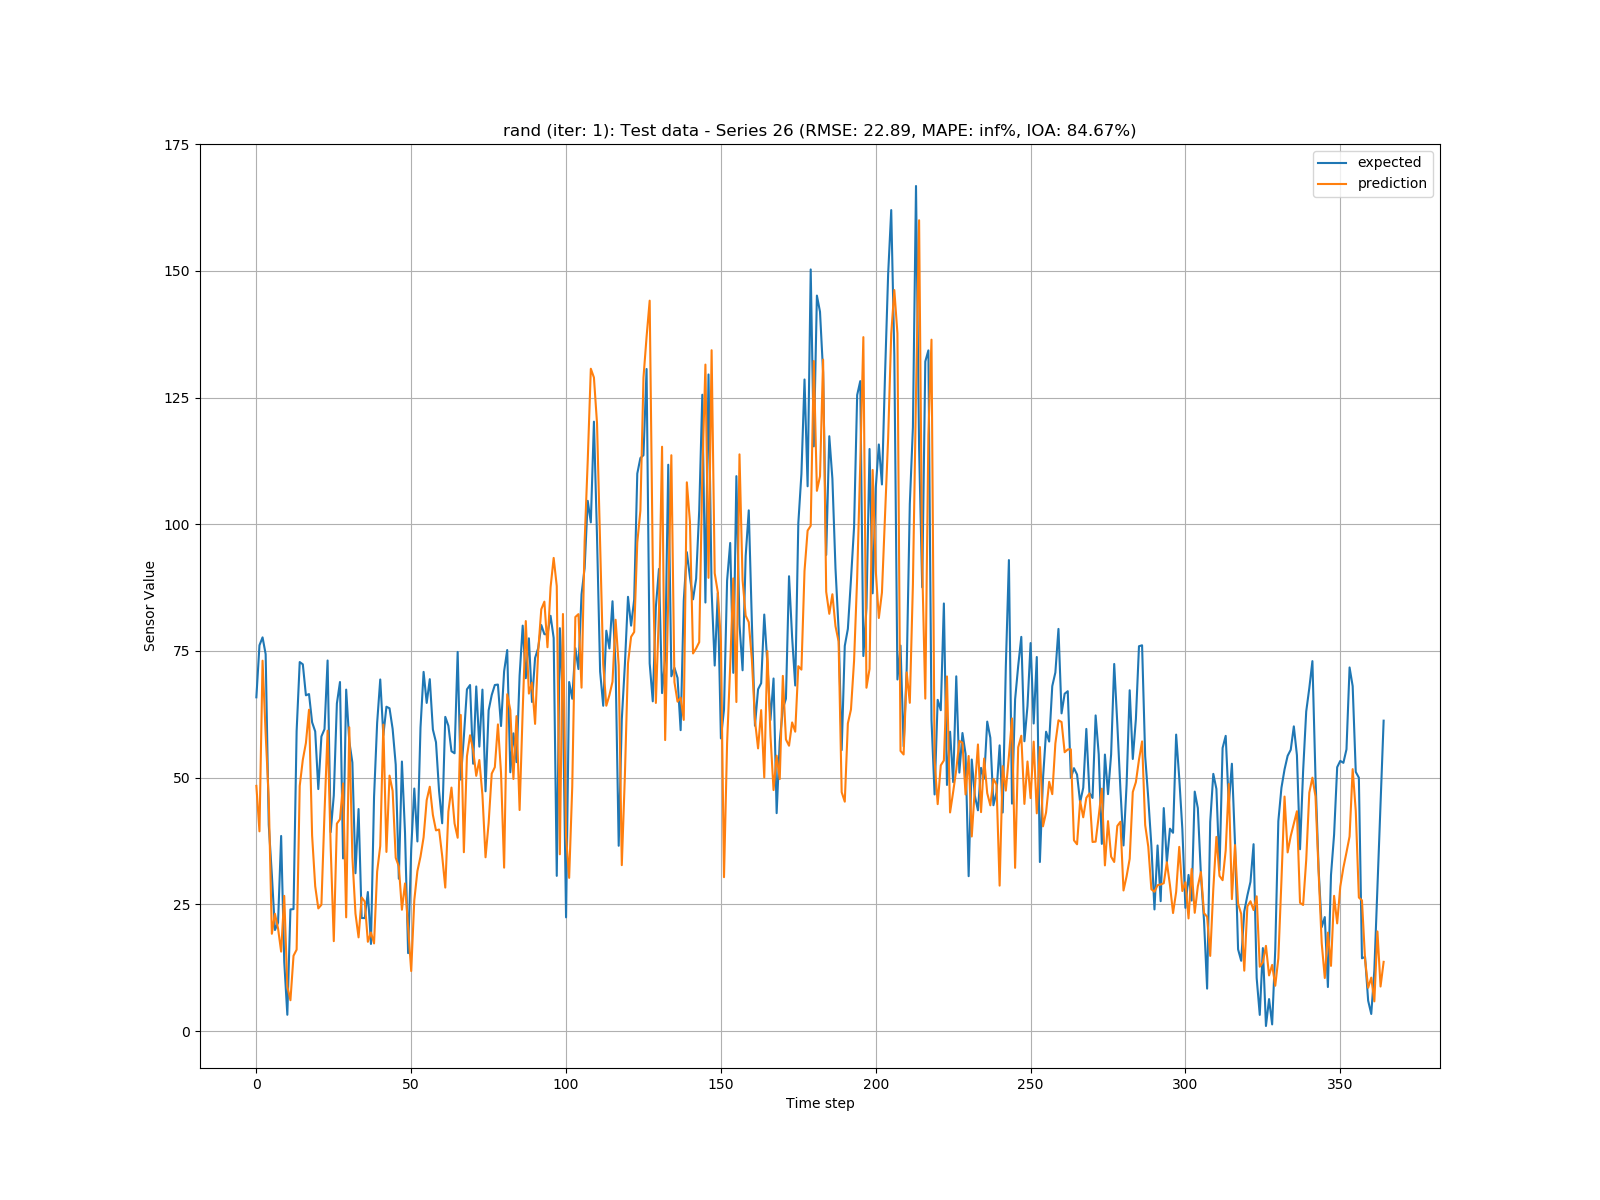 rand (iter: 1): Test data - Series 26 (RMSE: 22.89, MAPE: inf%, IOA: 84.67%)
expected
prediction
175
150
125
100
75
50
25
0
Sensor Value
0 50 100 150 200 250 300 350
Time step